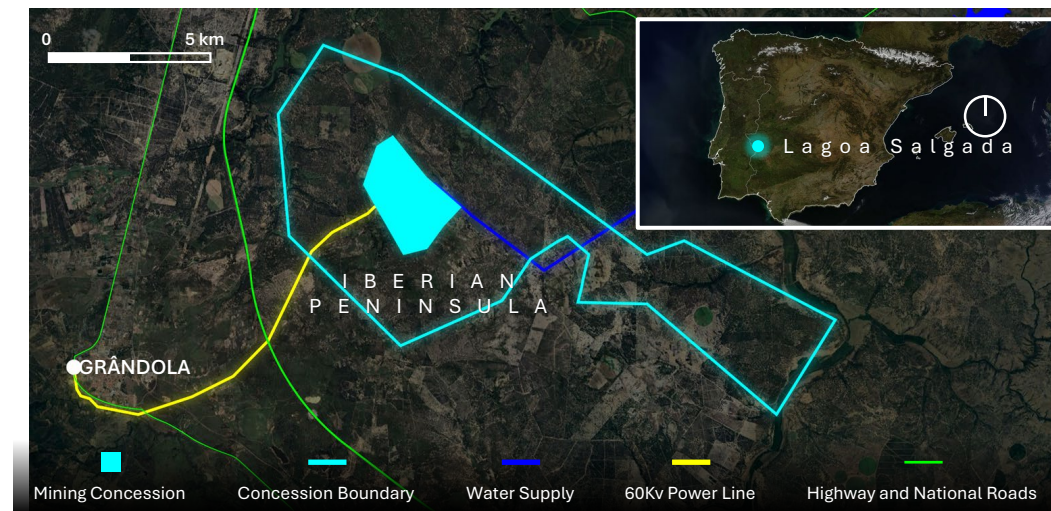 0 5 km
Lagoa Salgada
IBERIAN
PENINSULA
GRÂNDOLA
Mining Concession
Concession Boundary
Water Supply
60Kv Power Line
Highway and National Roads